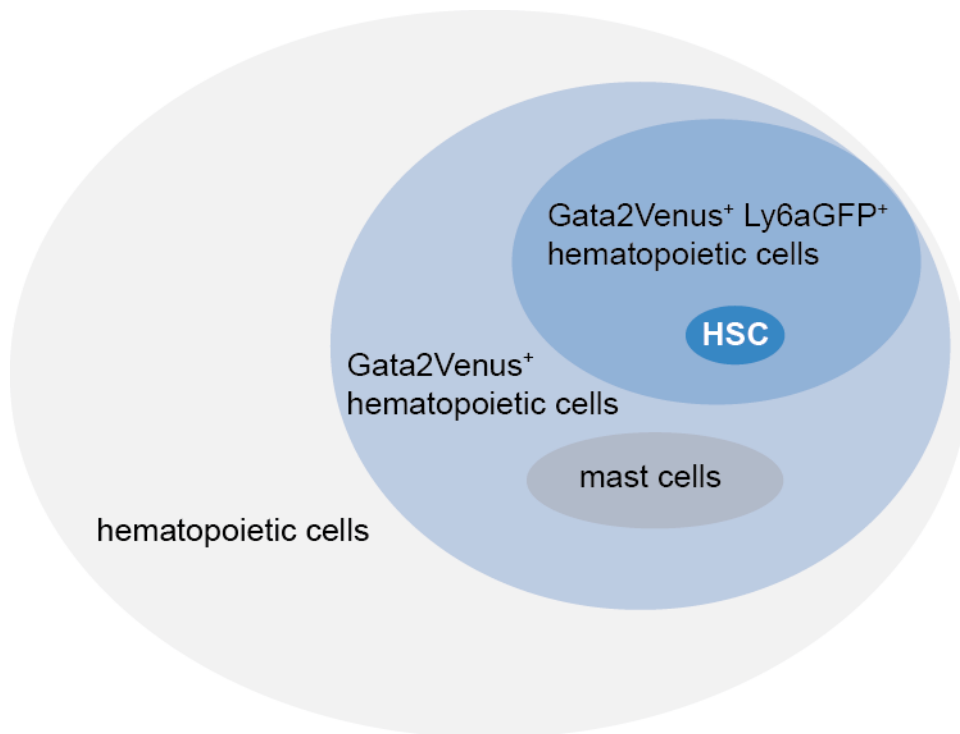 Gata2Venus⁺ Ly6aGFP⁺
hematopoietic cells
HSC
Gata2Venus⁺
hematopoietic cells
mast cells
hematopoietic cells